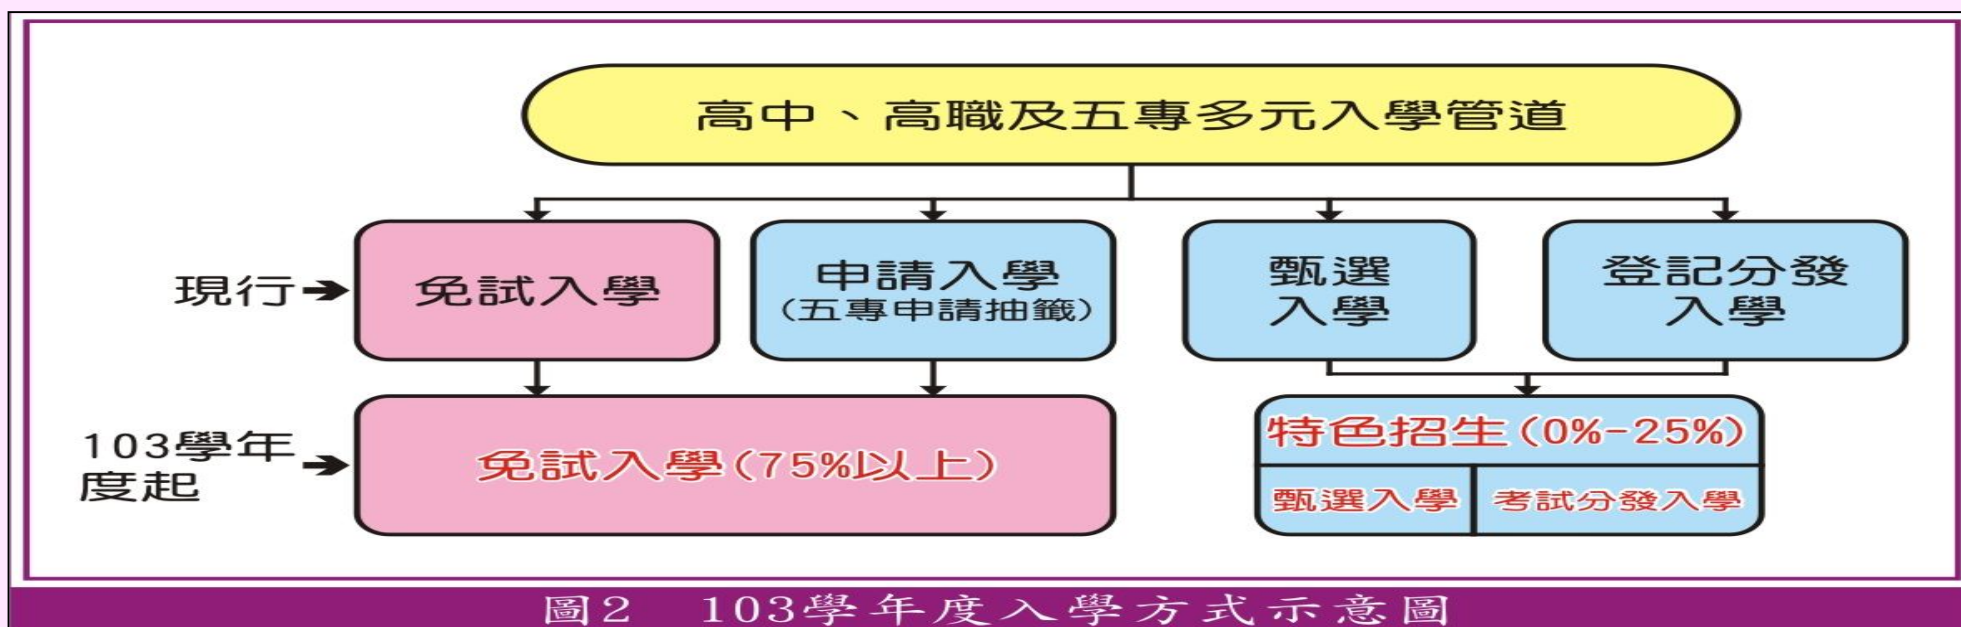 高中、高職及五專多元入學管道
現行
免試入學
申請入學
(五專申請抽籤)
甄選
入學
登記分發
入學
103學年
度起
免試入學(75%以上)
特色招生(0%-25%)
甄選入學
考試分發入學
圖2 103學年度入學方式示意圖